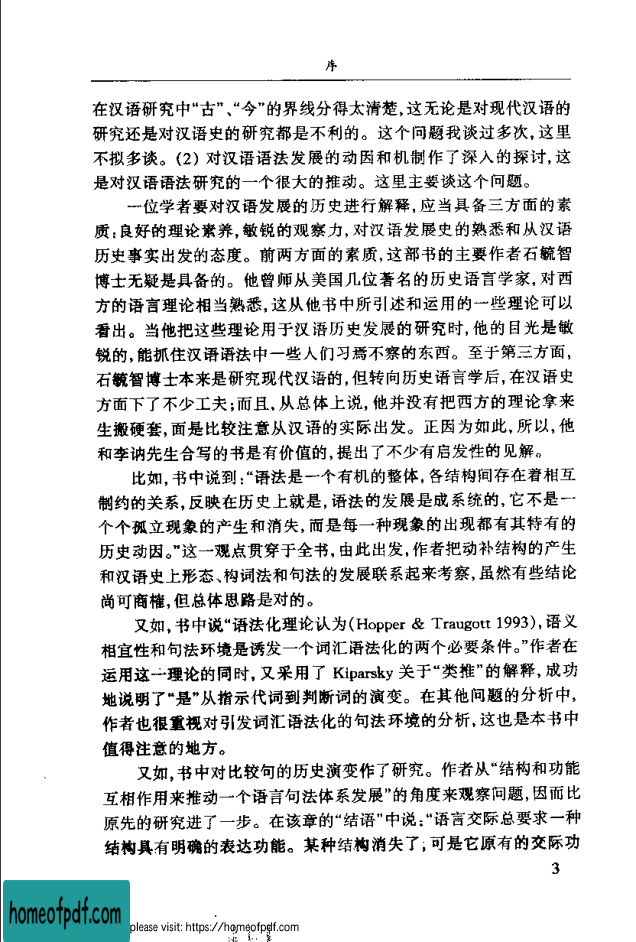 序
在汉语研究中“古”、“今”的界线分得太清楚,这无论是对现代汉语的
研究还是对汉语史的研究都是不利的。这个问题我谈过多次,这里
不拟多谈。(2) 对汉语语法发展的动因和机制作了深入的探讨,这
是对汉语语法研究的一个很大的推动。这里主要谈这个问题。
一位学者要对汉语发展的历史进行解释,应当具备三方面的素
质:良好的理论素养,敏锐的观察力,对汉语发展史的熟悉和从汉语
历史事实出发的态度。前两方面的素质,这部书的主要作者石毓智
博士无疑是具备的。他曾师从美国几位著名的历史语言学家,对西
方的语言理论相当熟悉,这从他书中所引述和运用的一些理论可以
看出。当他把这些理论用于汉语历史发展的研究时,他的目光是敏
锐的,能抓住汉语语法中一些人们习焉不察的东西。至于第三方面,
石毓智博士本来是研究现代汉语的,但转向历史语言学后,在汉语史
方面下了不少工夫;而且,从总体上说,他并没有把西方的理论拿来
生搬硬套,而是比较注意从汉语的实际出发。正因为如此,所以,他
和李讷先生合写的书是有价值的,提出了不少有启发性的见解。
比如,书中说到:“语法是一个有机的整体,各结构间存在着相互
制约的关系,反映在历史上就是,语法的发展是成系统的,它不是一
个个孤立现象的产生和消失,而是每一种现象的出现都有其特有的
历史动因。”这一观点贯穿于全书,由此出发,作者把动补结构的产生
和汉语史上形态、构词法和句法的发展联系起来考察,虽然有些结论
尚可商榷,但总体思路是对的。
又如,书中说“语法化理论认为(Hopper & Traugott 1993),语义
相宜性和句法环境是诱发一个词汇语法化的两个必要条件。”作者在
运用这一理论的同时,又采用了 Kiparsky 关于“类推”的解释,成功
地说明了“是”从指示代词到判断词的演变。在其他问题的分析中,
作者也很重视对引发词汇语法化的句法环境的分析,这也是本书中
值得注意的地方。
又如,书中对比较句的历史演变作了研究。作者从“结构和功能
互相作用来推动一个语言句法体系发展”的角度来观察问题,因而比
原先的研究进了一步。在该章的“结语”中说:“语言交际总要求一种
结构具有明确的表达功能。某种结构消失了,可是它原有的交际功
3
homeofpdf.com
please visit: https://homeofpdf.com